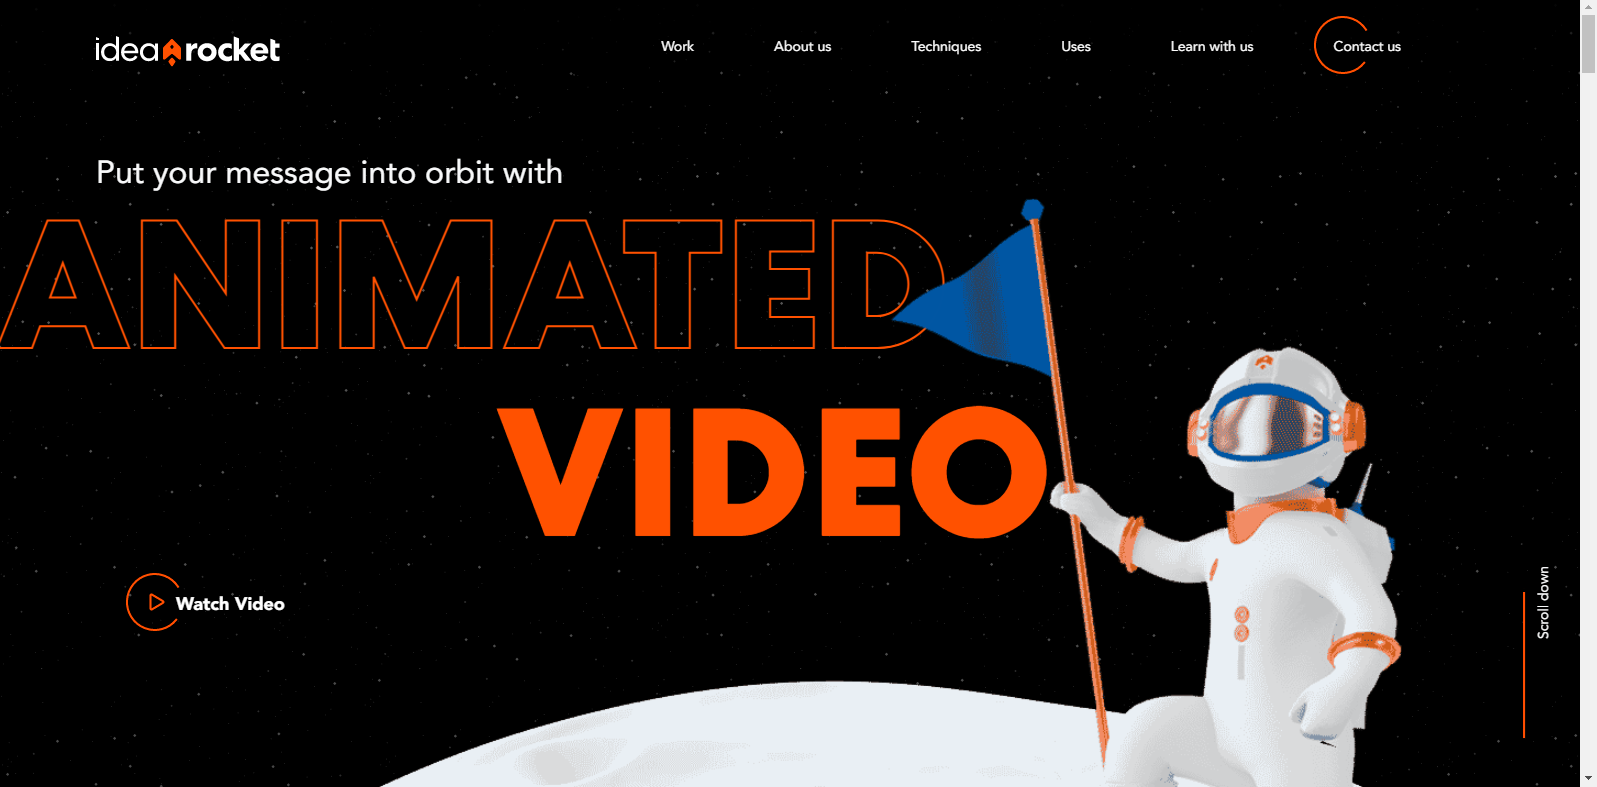 idea rocket
Work
About us
Techniques
Uses
Learn with us
Contact us
Put your message into orbit with
ANIMATED
VIDEO
Watch Video
Scroll down